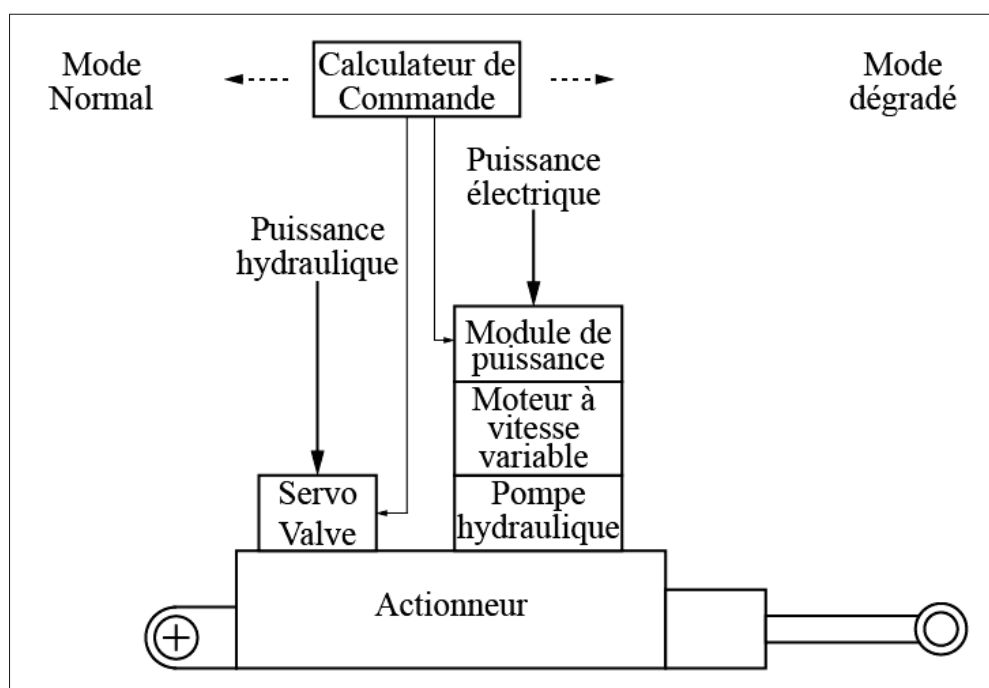 Mode
Normal
Calculateur de
Commande
Mode
dégradé
Puissance
électrique
Puissance
hydraulique
Module de
puissance
Moteur à
vitesse
variable
Servo
Valve
Pompe
hydraulique
Actionneur